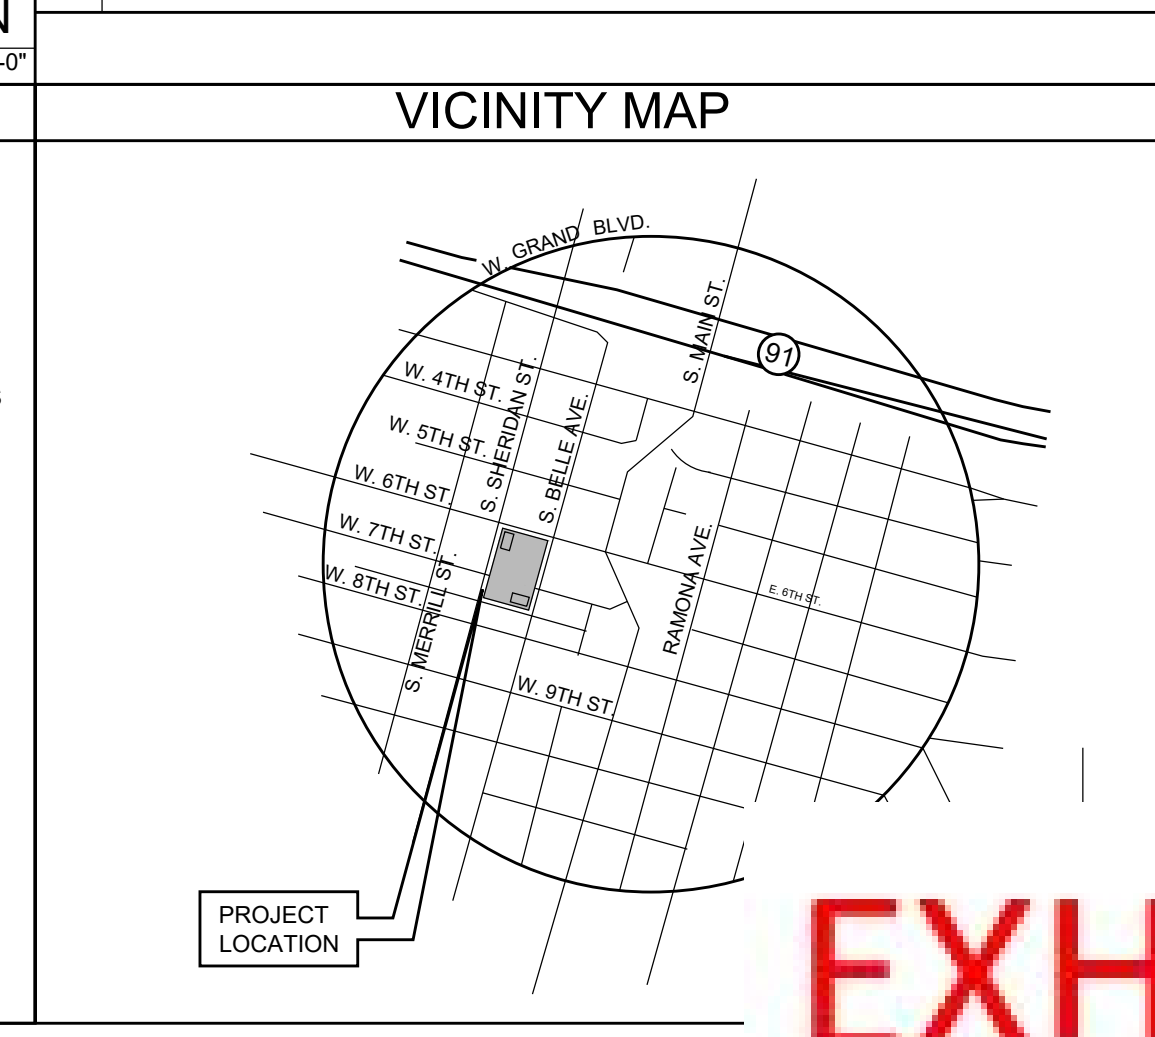 N
-0"
VICINITY MAP
W. GRAND BLVD.
S. MAIN ST.
91
W. 4TH ST.
S. SHERIDAN ST.
S. BELLE AVE.
W. 5TH ST.
W. 6TH ST.
W. 7TH ST.
RAMONA AVE.
S. MERRILL ST.
W. 8TH ST.
E. 6TH ST.
W. 9TH ST.
PROJECT
LOCATION
EXH